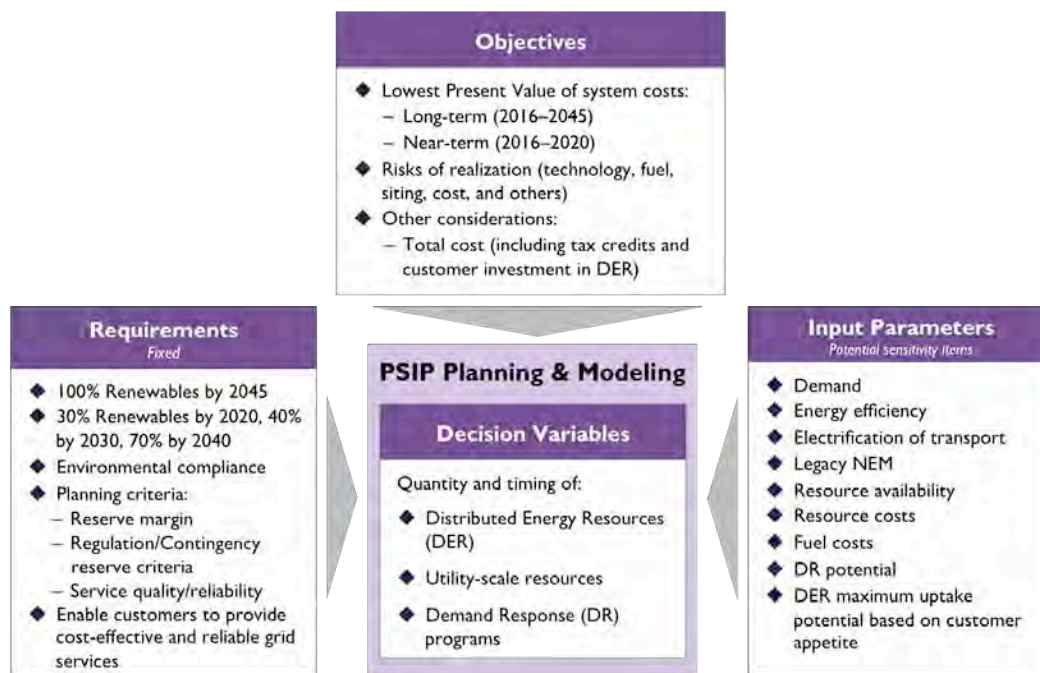 Objectives
◆ Lowest Present Value of system costs:
– Long-term (2016–2045)
– Near-term (2016–2020)
◆ Risks of realization (technology, fuel,
siting, cost, and others)
◆ Other considerations:
– Total cost (including tax credits and
customer investment in DER)
Requirements
Fixed
◆ 100% Renewables by 2045
◆ 30% Renewables by 2020, 40%
by 2030, 70% by 2040
◆ Environmental compliance
◆ Planning criteria:
– Reserve margin
– Regulation/Contingency
reserve criteria
– Service quality/reliability
◆ Enable customers to provide
cost-effective and reliable grid
services
PSIP Planning & Modeling
Decision Variables
Quantity and timing of:
◆ Distributed Energy Resources
(DER)
◆ Utility-scale resources
◆ Demand Response (DR)
programs
Input Parameters
Potential sensitivity items
◆ Demand
◆ Energy efficiency
◆ Electrification of transport
◆ Legacy NEM
◆ Resource availability
◆ Resource costs
◆ Fuel costs
◆ DR potential
◆ DER maximum uptake
potential based on customer
appetite